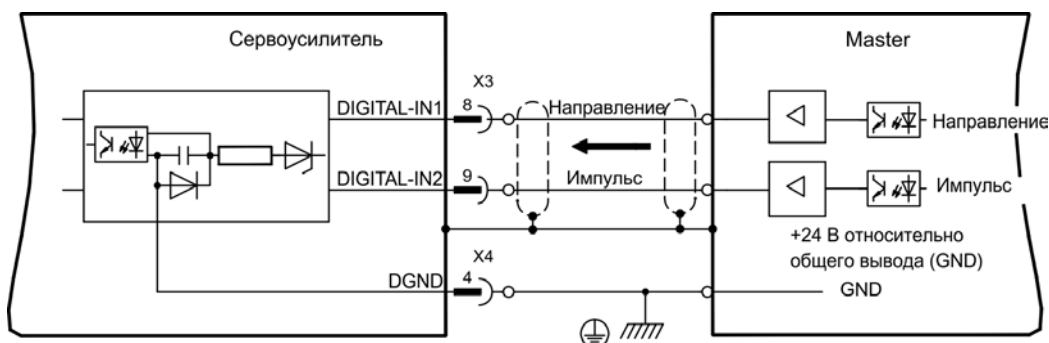 Сервоусилитель
Master
X3
DIGITAL-IN1
8
Направление
Направление
DIGITAL-IN2
9
Импульс
Импульс
+24 В относительно
общего вывода (GND)
X4
DGND
4
GND